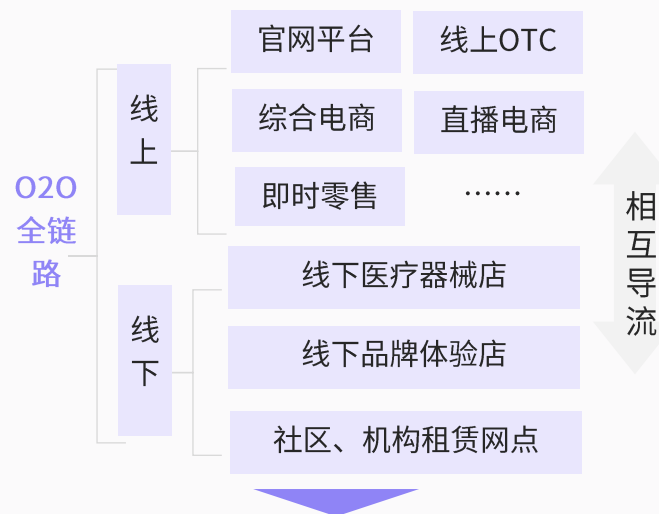 O2O
全链
路
线
上
官网平台
线上OTC
综合电商
直播电商
即时零售
……
线
下
线下医疗器械店
线下品牌体验店
社区、机构租赁网点
相
互
导
流